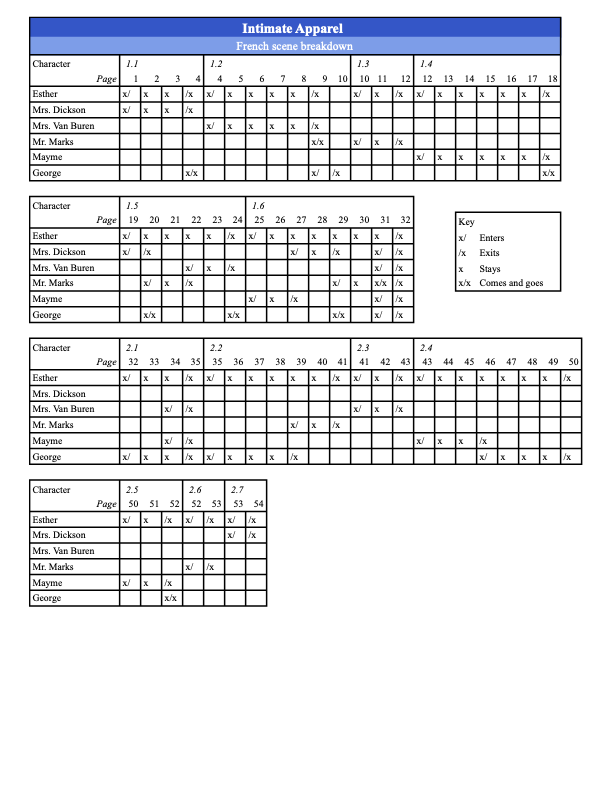 Intimate Apparel
French scene breakdown
Character 1.1 1.2 1.3 1.4
Page 1 2 3 4 4 5 6 7 8 9 10 10 11 12 12 13 14 15 16 17 18
Esther x/ x x /x x/ x x x x /x x/ x /x x/ x x x x x /x
Mrs. Dickson x/ x x /x
Mrs. Van Buren x/ x x x x /x
Mr. Marks x/x x/ x /x
Mayme x/ x x x x x /x
George x/x x/ /x x/x
Character 1.5 1.6
Page 19 20 21 22 23 24 25 26 27 28 29 30 31 32
Esther x/ x x x x /x x/ x x x x x x/ /x
Mrs. Dickson x/ /x x/ x /x x/ /x
Mrs. Van Buren x/ x /x x/ /x
Mr. Marks x/ x /x x/ x x/x /x
Mayme x/ x /x x/ /x
George x/x x/x x/x x/ /x
Key
x/ Enters
/x Exits
x Stays
x/x Comes and goes
Character 2.1 2.2 2.3 2.4
Page 32 33 34 35 35 36 37 38 39 40 41 41 42 43 43 44 45 46 47 48 49 50
Esther x/ x x /x x/ x x x x x /x x/ x /x x/ x x x x x x /x
Mrs. Dickson
Mrs. Van Buren x/ /x x/ x /x
Mr. Marks x/ x /x
Mayme x/ /x x/ x x /x
George x/ x x /x x/ x x x /x x/ x x x /x
Character 2.5 2.6 2.7
Page 50 51 52 52 53 53 54
Esther x/ x /x x/ /x x/ /x
Mrs. Dickson x/ /x
Mrs. Van Buren
Mr. Marks x/ /x
Mayme x/ x /x
George x/x